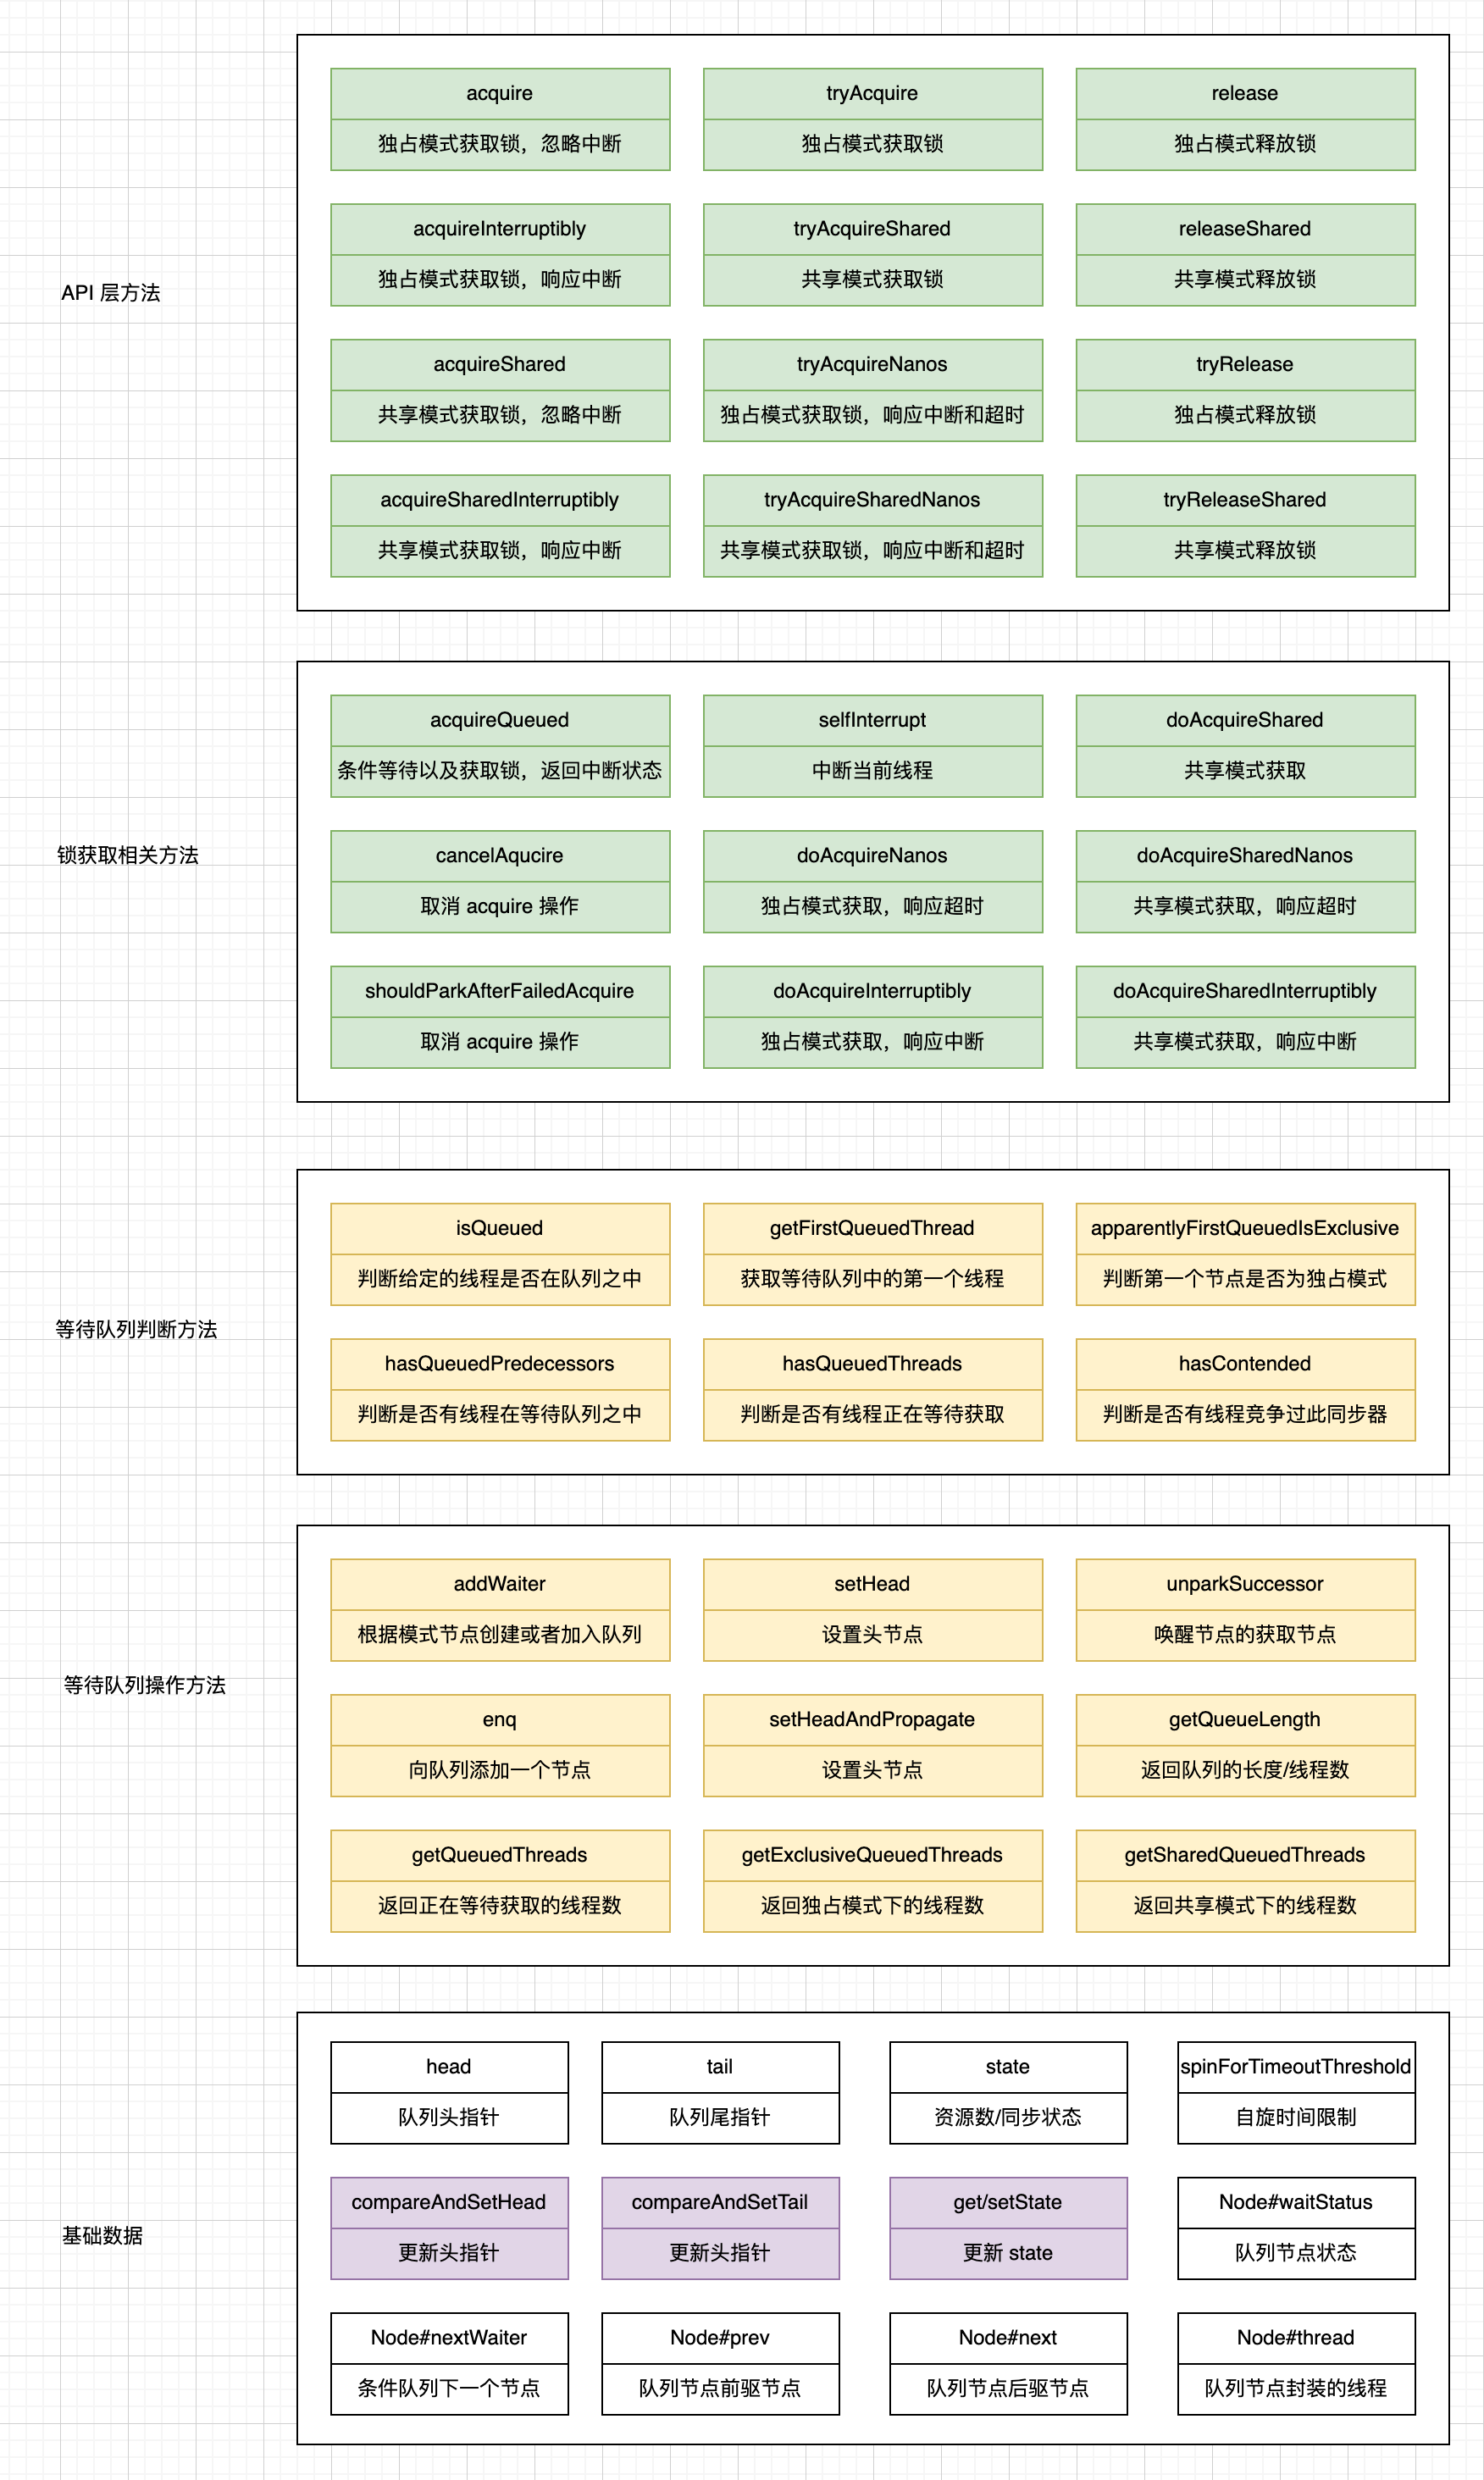 API 层方法
acquire
独占模式获取锁，忽略中断
tryAcquire
独占模式获取锁
release
独占模式释放锁
acquireInterruptibly
独占模式获取锁，响应中断
tryAcquireShared
共享模式获取锁
releaseShared
共享模式释放锁
acquireShared
共享模式获取锁，忽略中断
tryAcquireNanos
独占模式获取锁，响应中断和超时
tryRelease
独占模式释放锁
acquireSharedInterruptibly
共享模式获取锁，响应中断
tryAcquireSharedNanos
共享模式获取锁，响应中断和超时
tryReleaseShared
共享模式释放锁
锁获取相关方法
acquireQueued
条件等待以及获取锁，返回中断状态
selfInterrupt
中断当前线程
doAcquireShared
共享模式获取
cancelAqucire
取消 acquire 操作
doAcquireNanos
独占模式获取，响应超时
doAcquireSharedNanos
共享模式获取，响应超时
shouldParkAfterFailedAcquire
取消 acquire 操作
doAcquireInterruptibly
独占模式获取，响应中断
doAcquireSharedInterruptibly
共享模式获取，响应中断
等待队列判断方法
isQueued
判断给定的线程是否在队列之中
getFirstQueuedThread
获取等待队列中的第一个线程
apparentlyFirstQueuedIsExclusive
判断第一个节点是否为独占模式
hasQueuedPredecessors
判断是否有线程在等待队列之中
hasQueuedThreads
判断是否有线程正在等待获取
hasContended
判断是否有线程竞争过此同步器
等待队列操作方法
addWaiter
根据模式节点创建或者加入队列
setHead
设置头节点
unparkSuccessor
唤醒节点的获取节点
enq
向队列添加一个节点
setHeadAndPropagate
设置头节点
getQueueLength
返回队列的长度/线程数
getQueuedThreads
返回正在等待获取的线程数
getExclusiveQueuedThreads
返回独占模式下的线程数
getSharedQueuedThreads
返回共享模式下的线程数
基础数据
head
队列头指针
tail
队列尾指针
state
资源数/同步状态
spinForTimeoutThreshold
自旋时间限制
compareAndSetHead
更新头指针
compareAndSetTail
更新头指针
get/setState
更新 state
Node#waitStatus
队列节点状态
Node#nextWaiter
条件队列下一个节点
Node#prev
队列节点前驱节点
Node#next
队列节点后驱节点
Node#thread
队列节点封装的线程